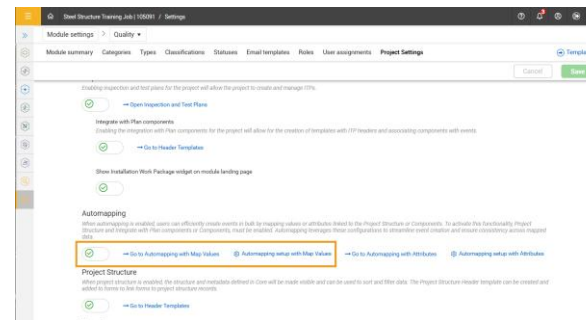 Steel Structure Training Job | 105091 / Settings
Module settings > Quality
Module summary Categories Types Classifications Statuses Email templates Roles User assignments Project Settings
Cancel Save
Enabling inspection and test plans for the project will allow the project to create and manage ITPs.
Open Inspection and Test Plans
Integrate with Plan components
Enabling the integration with Plan components for the project will allow for the creation of templates with ITP headers and associating components with events.
Go to Header Templates
Show Installation Work Package widget on module landing page
Automapping
When automapping is enabled, users can efficiently create events in bulk by mapping values or attributes linked to the Project Structure or Components. To activate this functionality, Project
Structure and Integrate with Plan components or Components, must be enabled. Automapping leverages these configurations to streamline event creation and ensure consistency across mapped
data.
Go to Automapping with Map Values Automapping setup with Map Values Go to Automapping with Attributes Automapping setup with Attributes
Project Structure
When project structure is enabled, the structure and metadata defined in Core will be made visible and can be used to sort and filter data. The Project Structure Header template can be created and
added to forms to link forms to project structure records.
Go to Header Templates